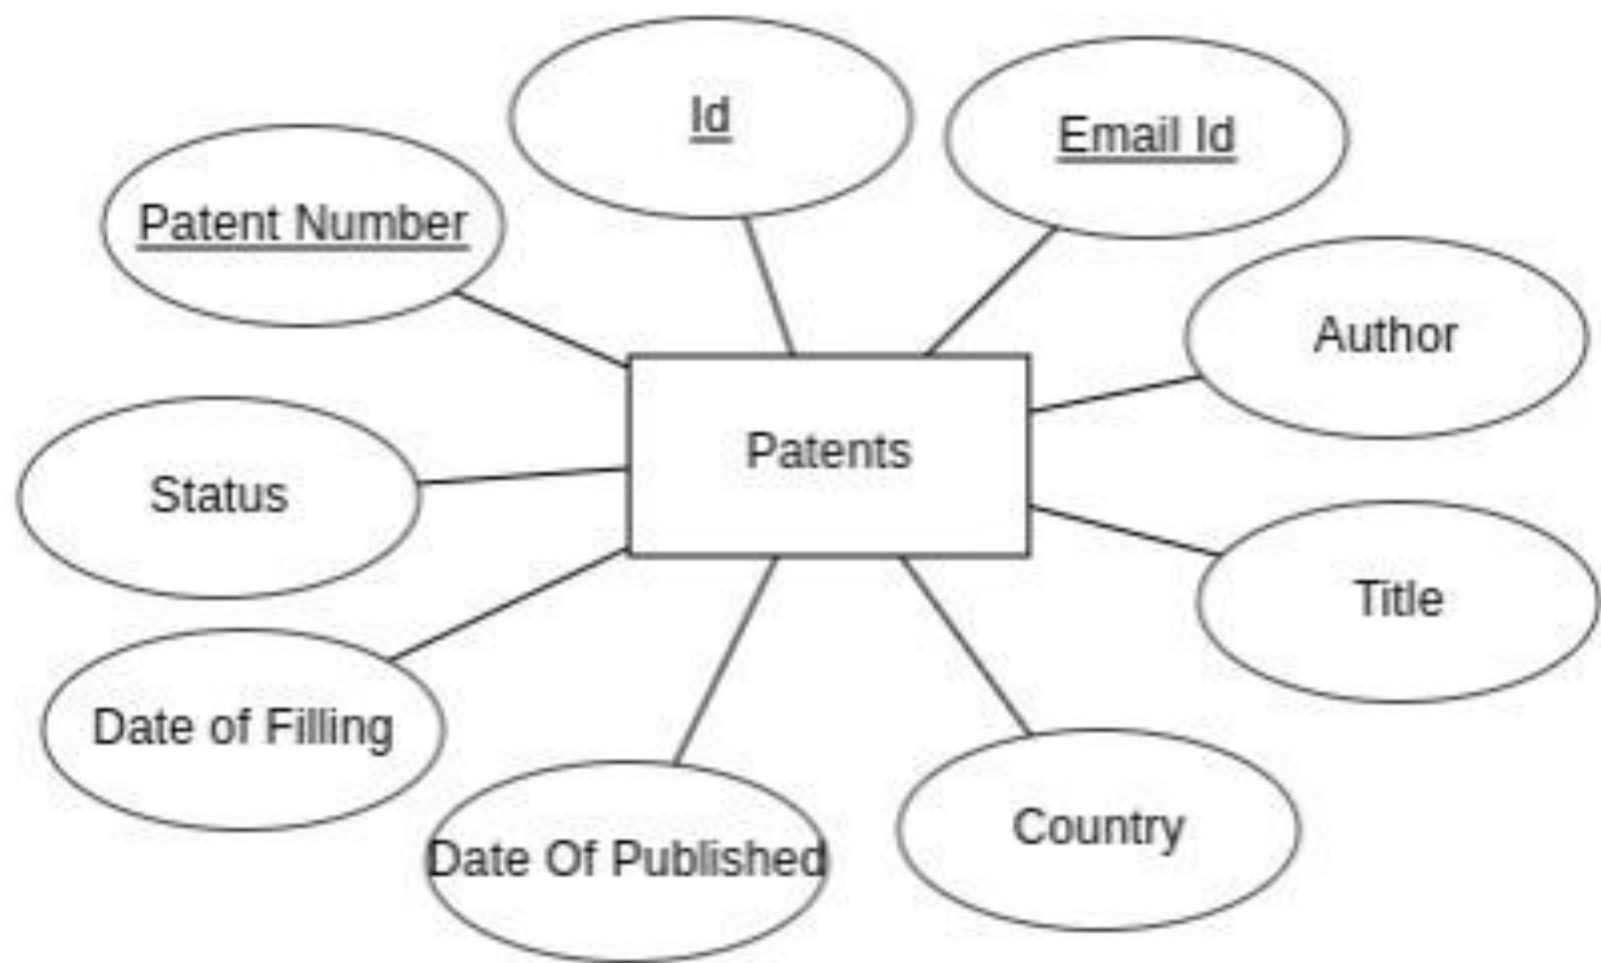 Id
Email Id
Patent Number
Author
Patents
Status
Title
Date of Filling
Country
Date Of Published